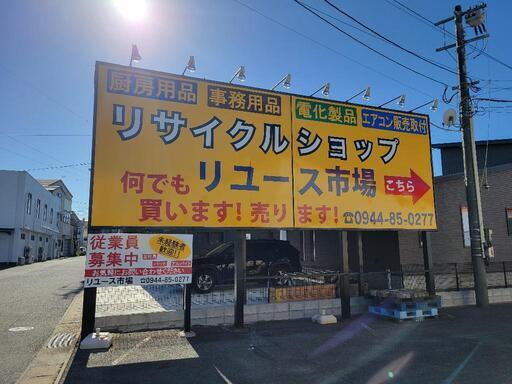 厨房用品 事務用品 電化製品 エアコン販売取付
リサイクルショップ
何でも リユース市場 こちら
買います!売ります! ☎0944-85-0277
従業員 未経験者
募集中 歓迎!!
お気軽にお問い合わせください
リユース市場 ☎0944-85-0277